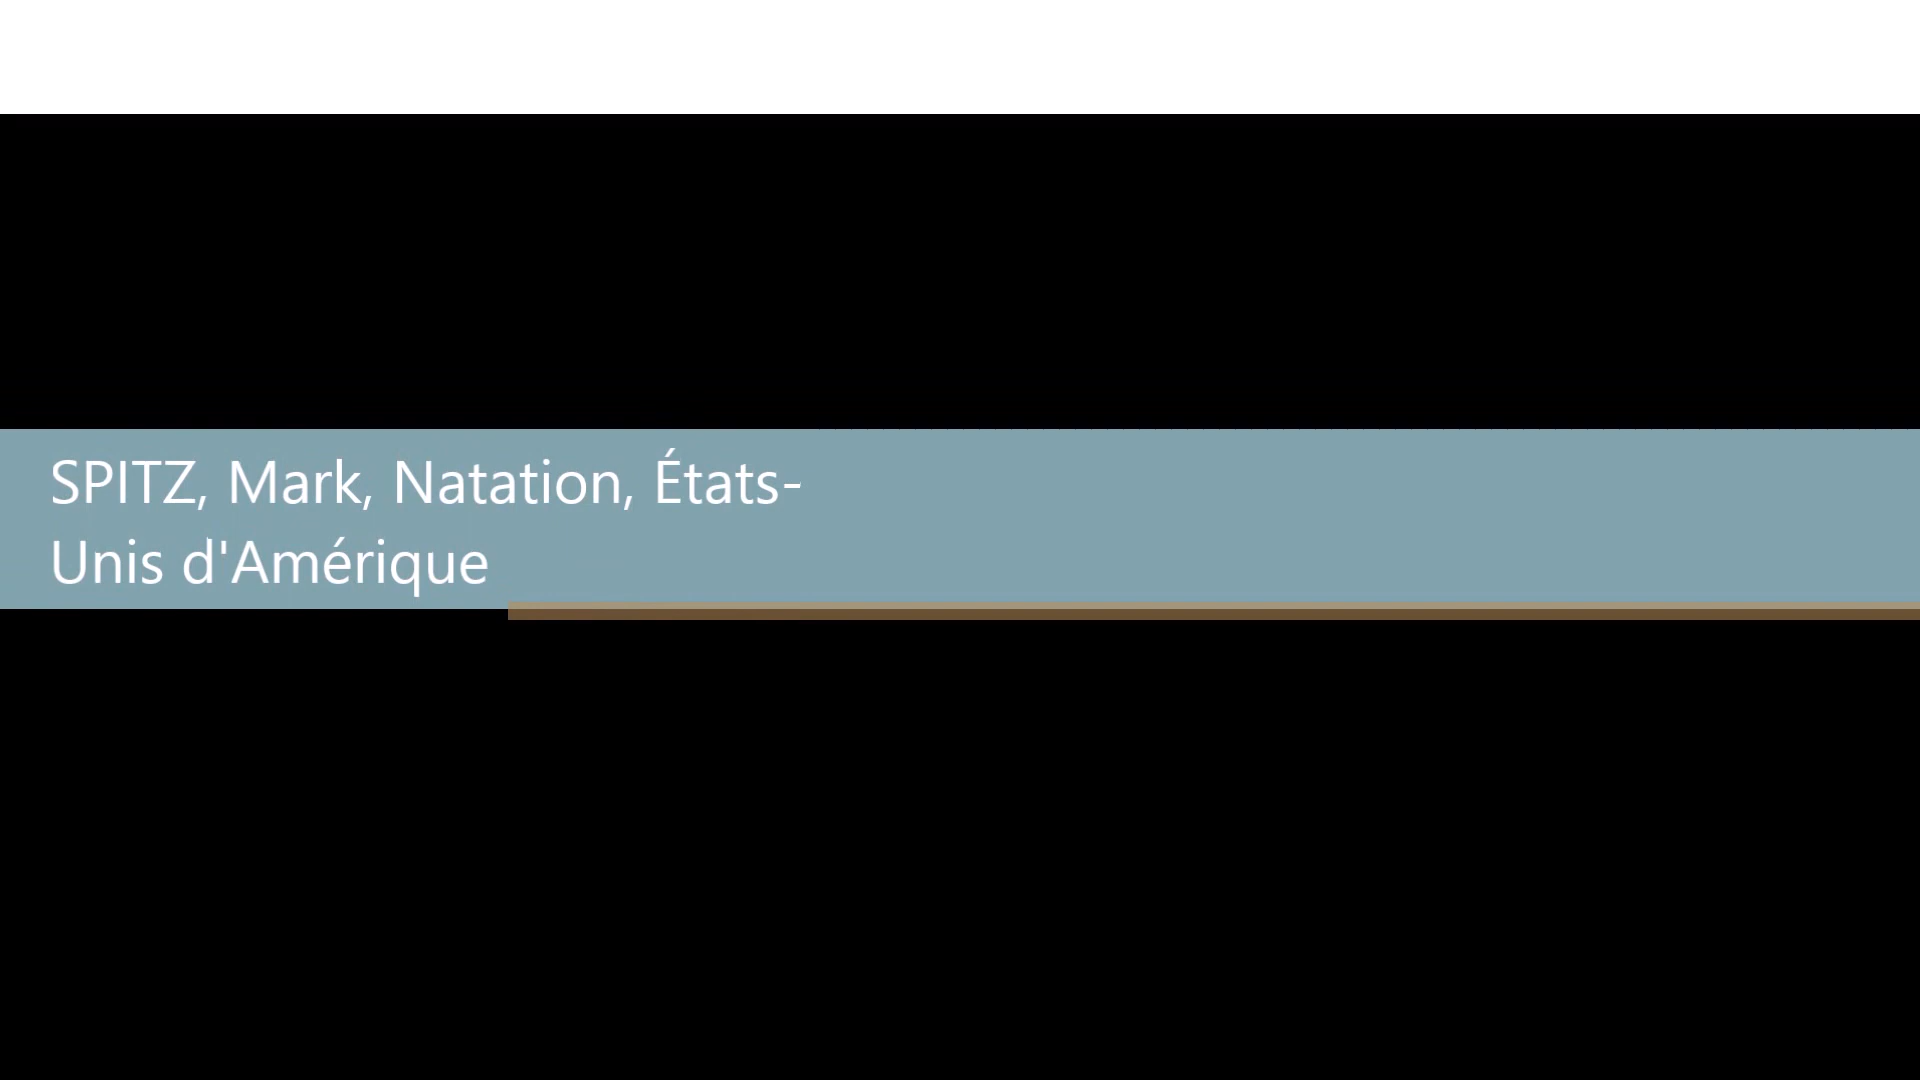 SPITZ, Mark, Natation, États-
Unis d'Amérique